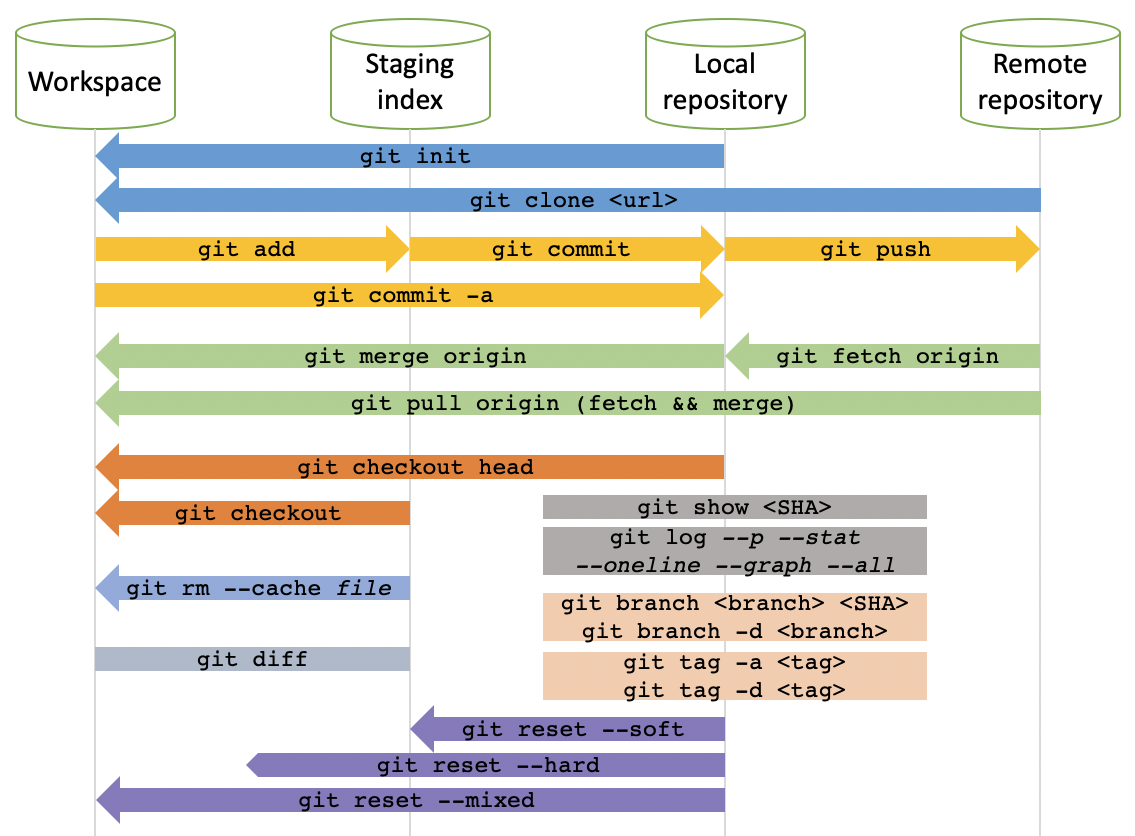 Workspace
Staging
index
Local
repository
Remote
repository
git init
git clone <url>
git add
git commit
git push
git commit -a
git merge origin
git fetch origin
git pull origin (fetch && merge)
git checkout head
git checkout
git show <SHA>
git log --p --stat
--oneline --graph --all
git rm --cache file
git branch <branch> <SHA>
git branch -d <branch>
git diff
git tag -a <tag>
git tag -d <tag>
git reset --soft
git reset --hard
git reset --mixed